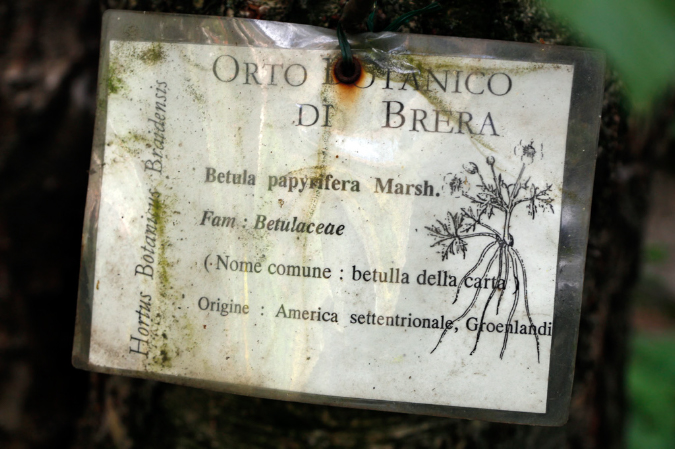 ORTO BOTANICO
DI BRERA
Hortus Botanicus Braidensis
Betula papyrifera Marsh.
Fam : Betulaceae
( Nome comune : betulla della carta )
Origine : America settentrionale, Groenlandi